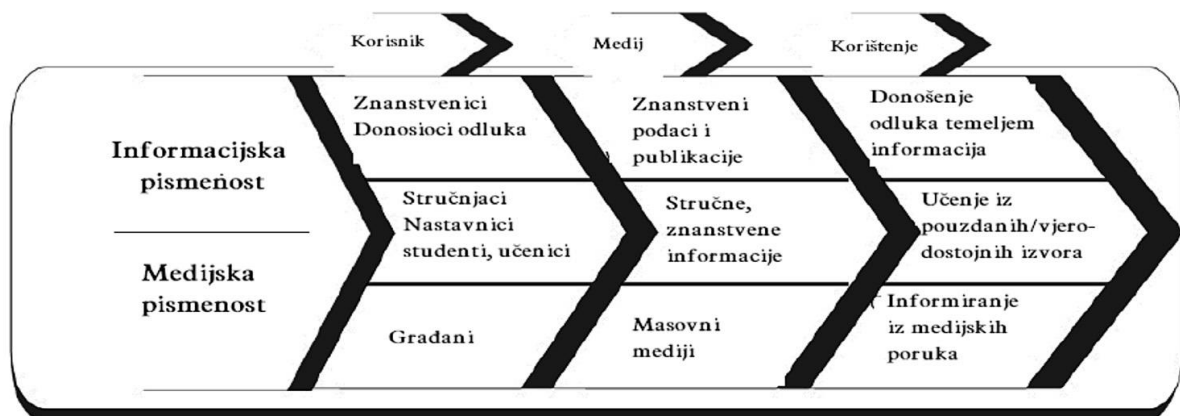 Korisnik
Medij
Korištenje
Informacijska
pismenost
Medijska
pismenost
Znanstvenici
Donosioci odluka
Znanstveni
podaci i
publikacije
Donošenje
odluka temeljem
informacija
Stručnjaci
Nastavnici
studenti, učenici
Stručne,
znanstvene
informacije
Učenje iz
pouzdanih/vjero-
dostojnih izvora
Građani
Masovni
mediji
Informiranje
iz medijskih
poruka